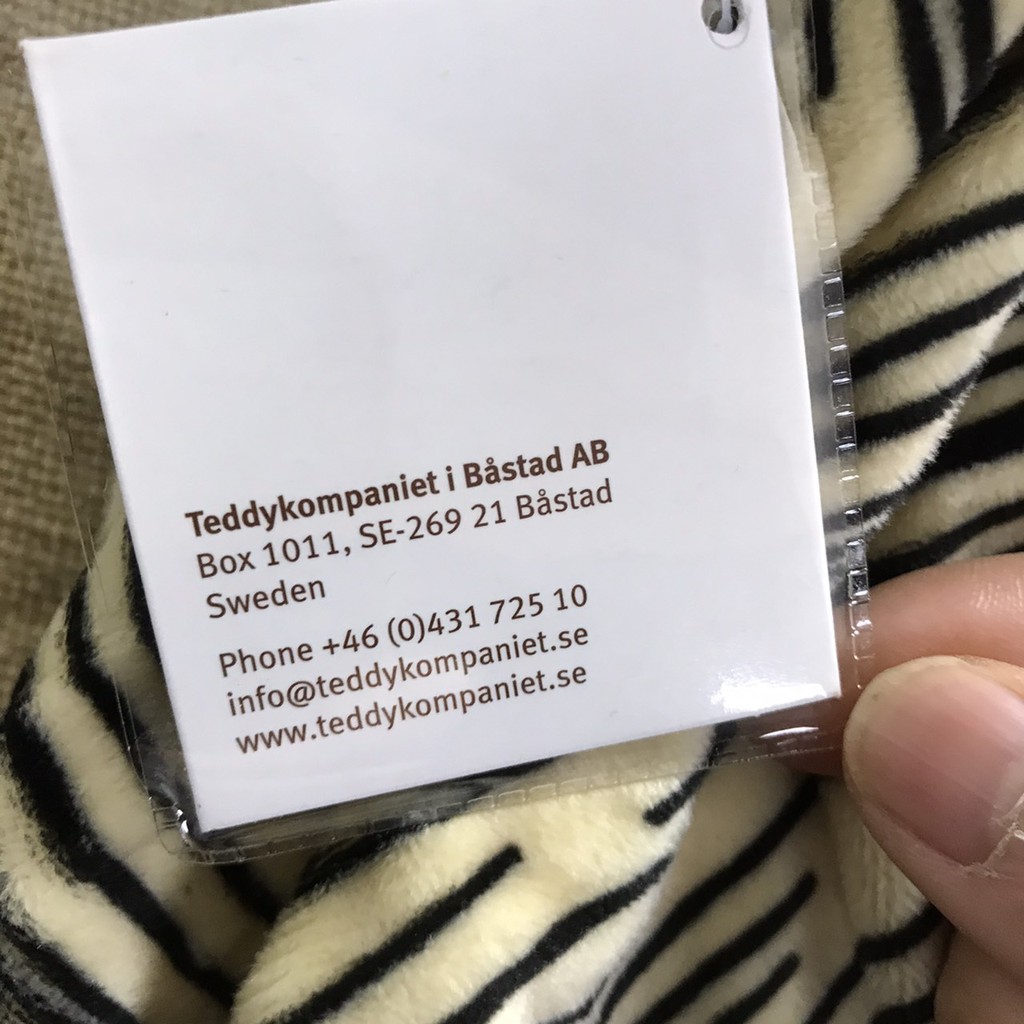 Teddykompaniet i Båstad AB
Box 1011, SE-269 21 Båstad
Sweden
Phone +46 (0)431 725 10
info@teddykompaniet.se
www.teddykompaniet.se